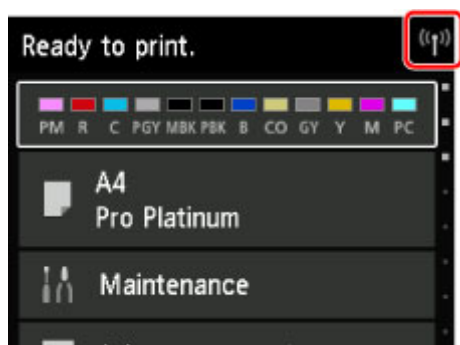 Ready to print.
PM R C PGY MBK PBK B CO GY Y M PC
A4
Pro Platinum
Maintenance